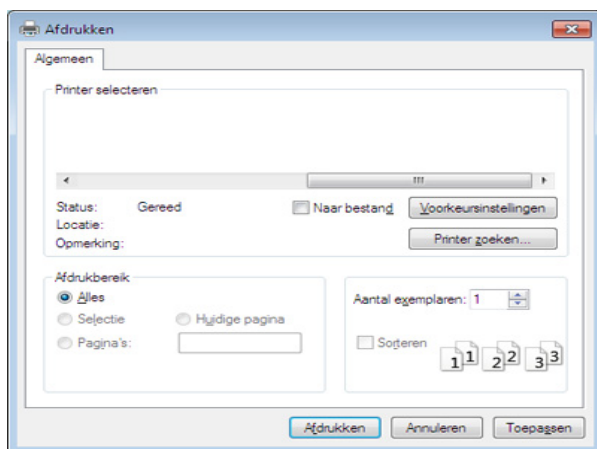 Afdrukken
Algemeen
Printer selecteren
Status: Gereed
Naar bestand
Voorkeursinstellingen
Locatie:
Opmerking:
Printer zoeken...
Afdrukbereik
Alles
Selectie
Huidige pagina
Pagina's:
Aantal exemplaren: 1
Sorteren
1 1 2 2 3 3
Afdrukken
Annuleren
Toepassen